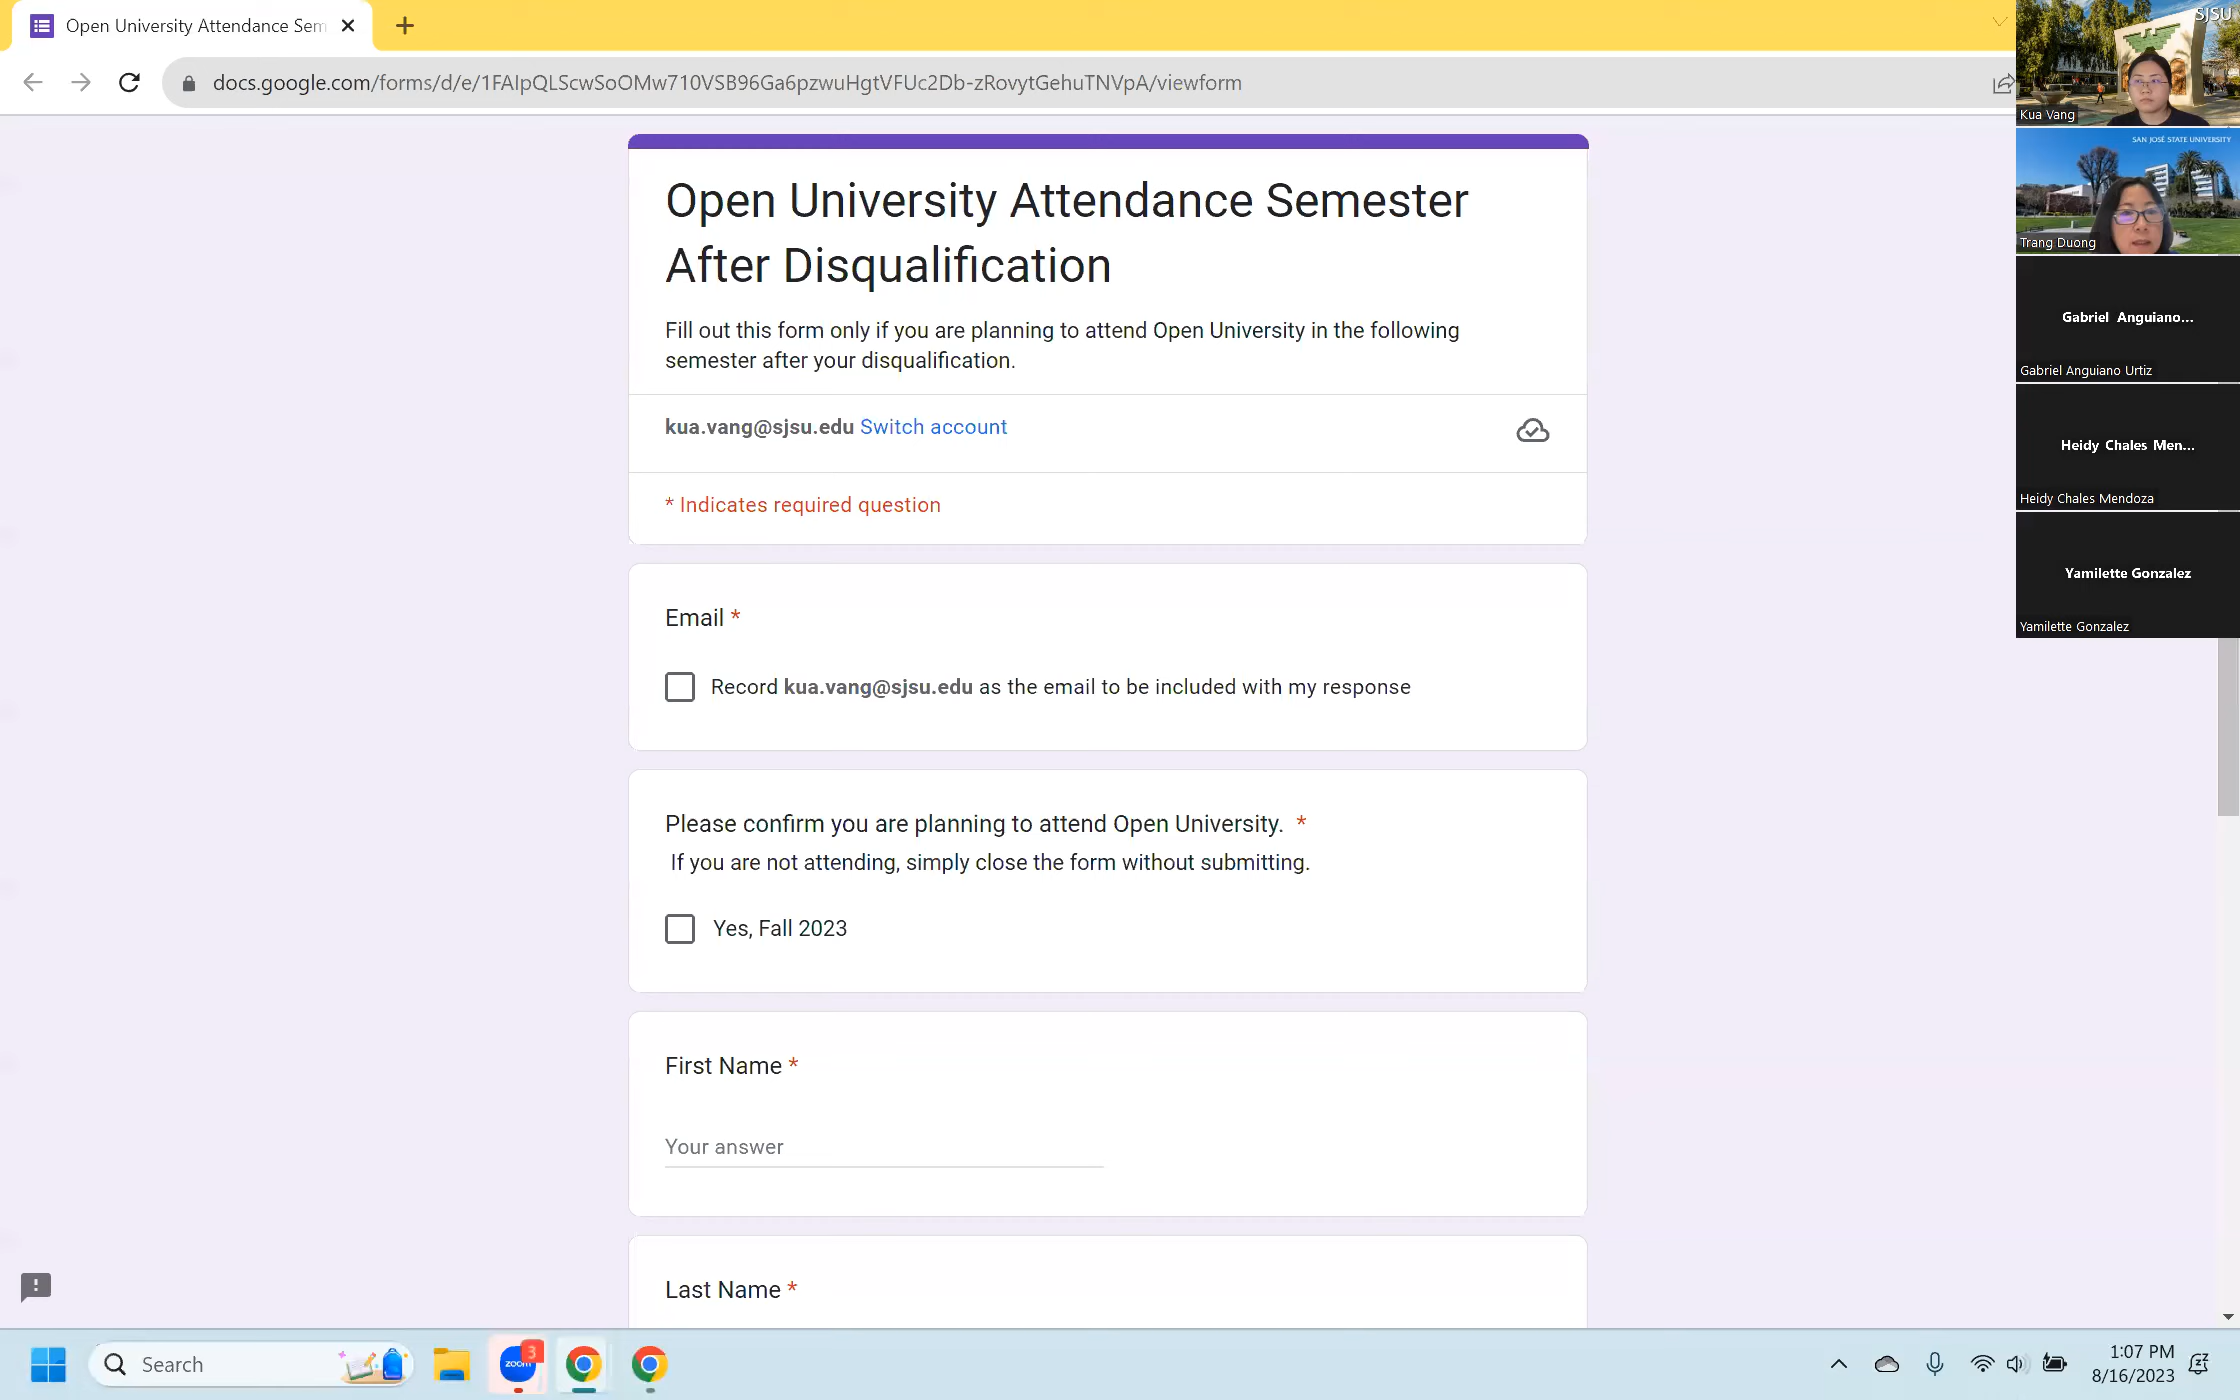 Open University Attendance Sem
docs.google.com/forms/d/e/1FAIpQLScwSoOMw710VSB96Ga6pzwuHgtVFUc2Db-zRovytGehuTNVpA/viewform
Open University Attendance Semester
After Disqualification
Fill out this form only if you are planning to attend Open University in the following
semester after your disqualification.
kua.vang@sjsu.edu Switch account
* Indicates required question
Email *
Record kua.vang@sjsu.edu as the email to be included with my response
Please confirm you are planning to attend Open University. *
If you are not attending, simply close the form without submitting.
Yes, Fall 2023
First Name *
Your answer
Last Name *
SJSU
Kua Vang
SAN JOSÉ STATE UNIVERSITY
Trang Duong
Gabriel Anguiano...
Gabriel Anguiano Urtiz
Heidy Chales Men...
Heidy Chales Mendoza
Yamilette Gonzalez
Yamilette Gonzalez
Search
zoom
3
1:07 PM
8/16/2023